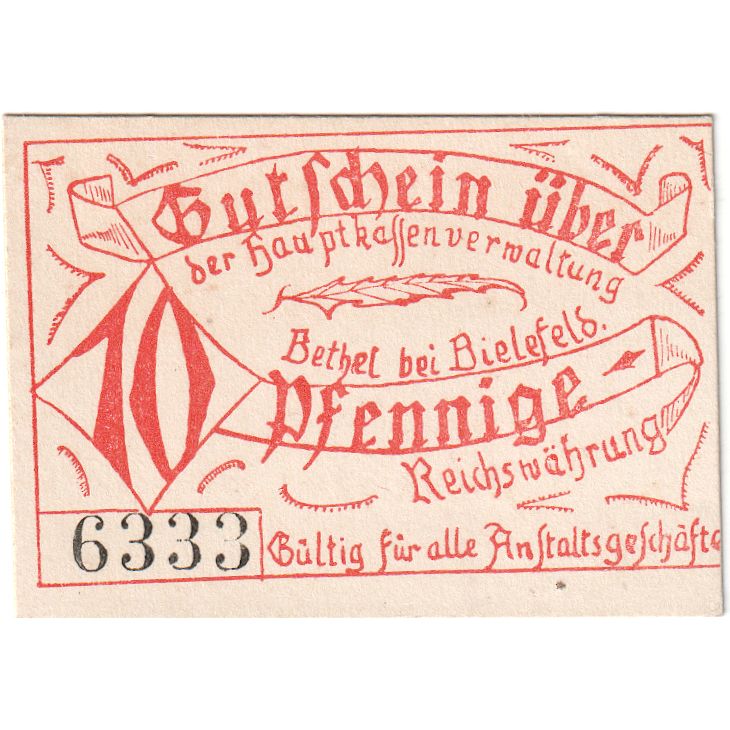 Gutschein über
der Hauptkassenverwaltung
Bethel bei Bielefeld.
10 Pfennige
Reichswährung
6333 Gültig für alle Anstaltsgeschäfte